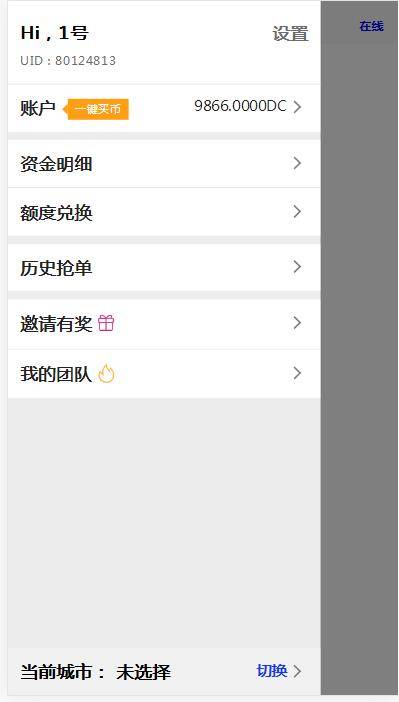 Hi，1号
设置
在线
UID：80124813
账户
一键买币
9866.0000DC
资金明细
额度兑换
历史抢单
邀请有奖
我的团队
当前城市： 未选择
切换